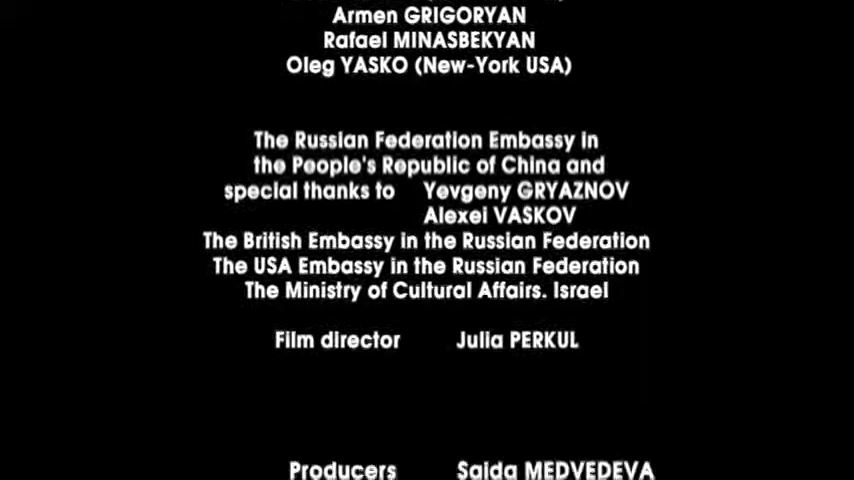 Armen GRIGORYAN
Rafael MINASBEKYAN
Oleg YASKO (New-York USA)
The Russian Federation Embassy in
the People's Republic of China and
special thanks to Yevgeny GRYAZNOV
Alexei VASKOV
The British Embassy in the Russian Federation
The USA Embassy in the Russian Federation
The Ministry of Cultural Affairs. Israel
Film director Julia PERKUL
Producers Saida MEDVEDEVA